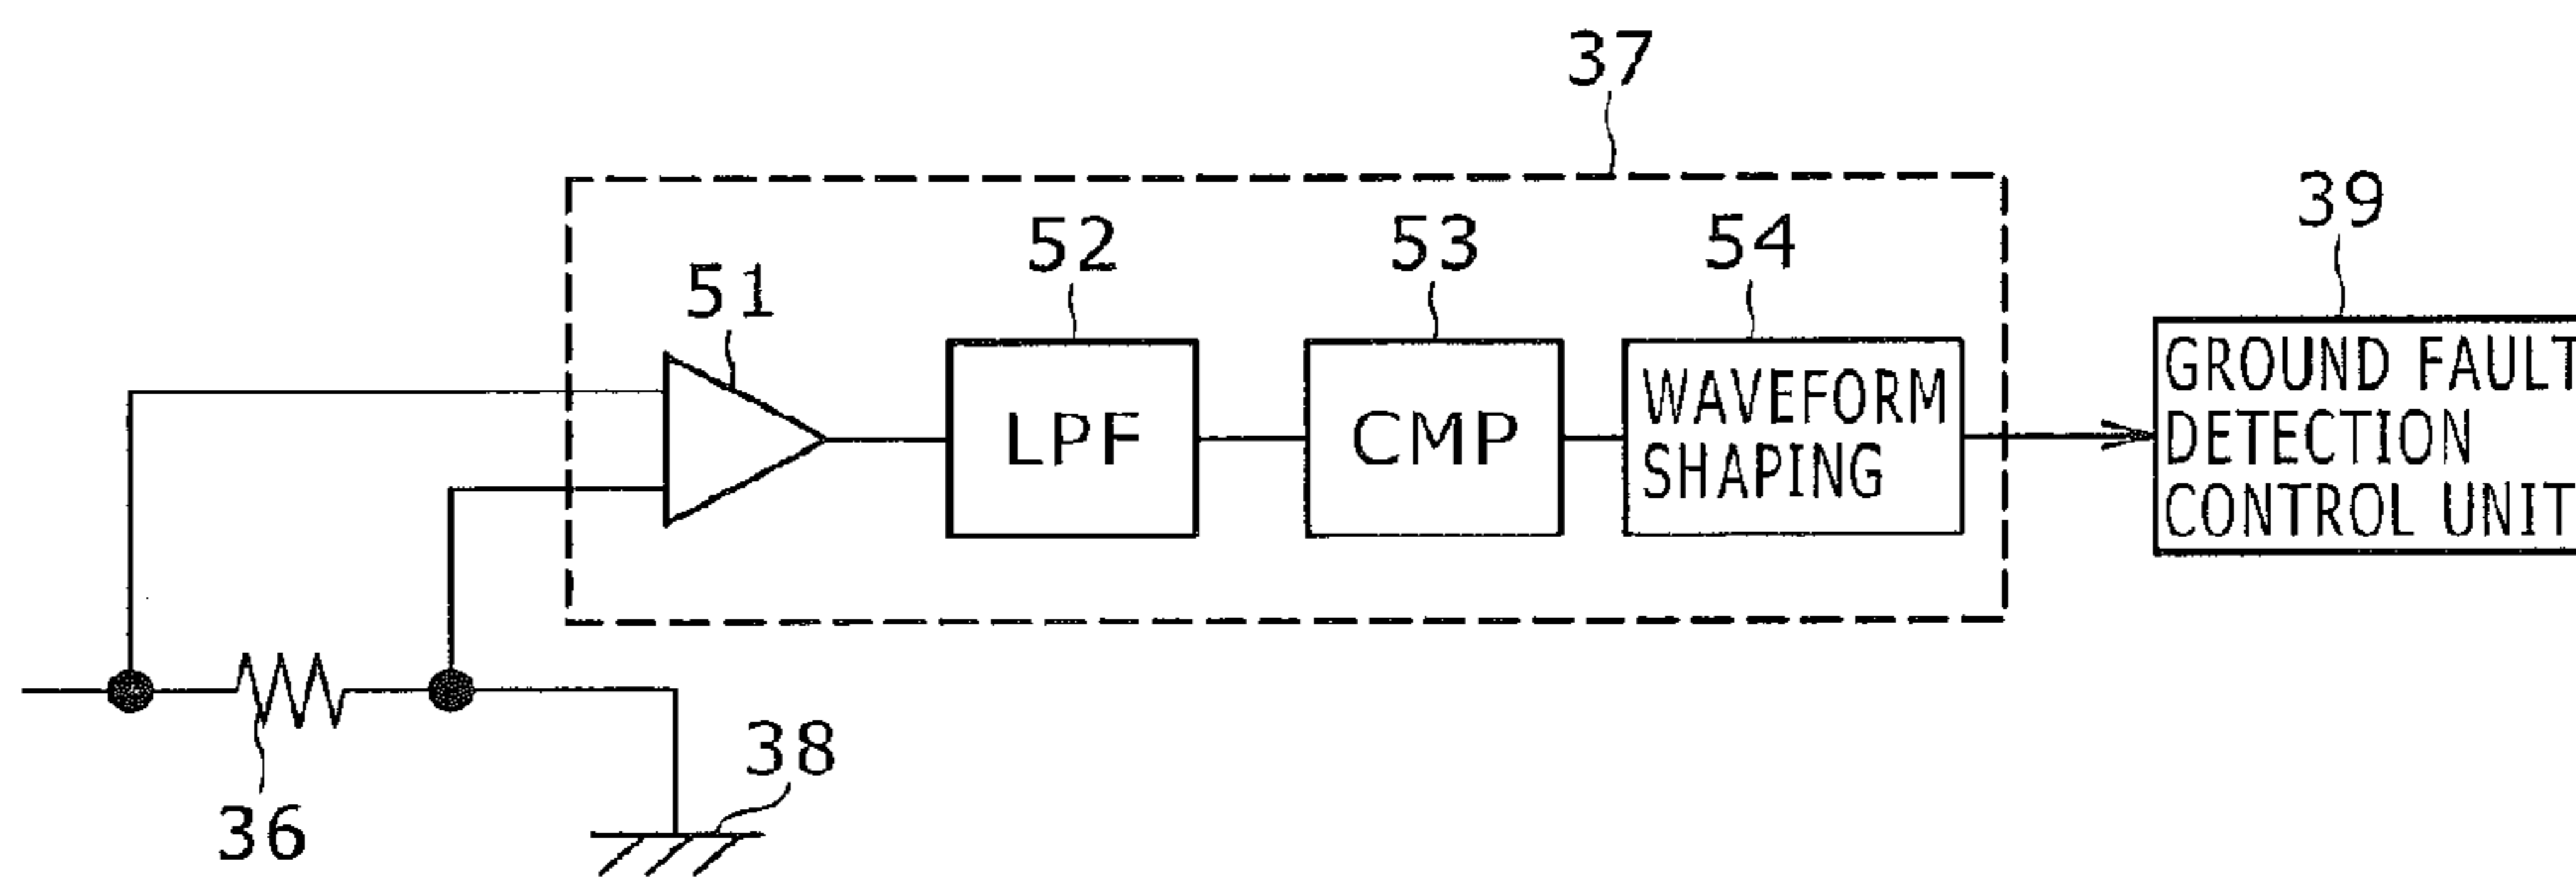 37
39
52
53
54
51
GROUND FAULT
DETECTION
CONTROL UNIT
WAVEFORM
SHAPING
LPF
CMP
38
36